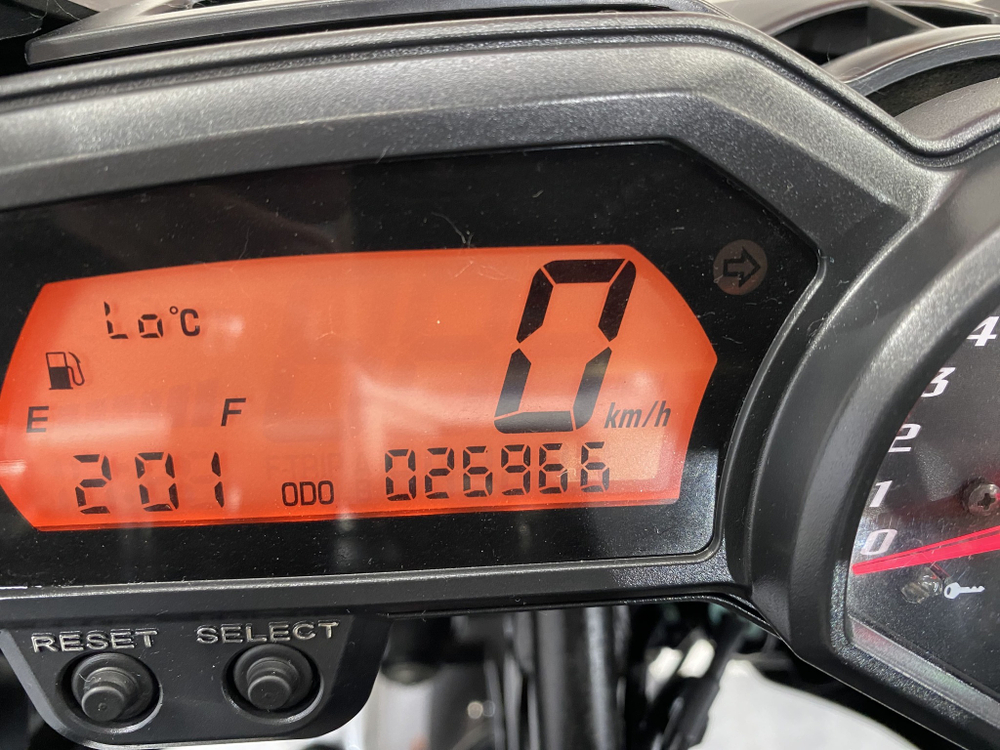 Lo°C
0 km/h
E F
201 ODO 026966
RESET SELECT
4
3
2
1
0